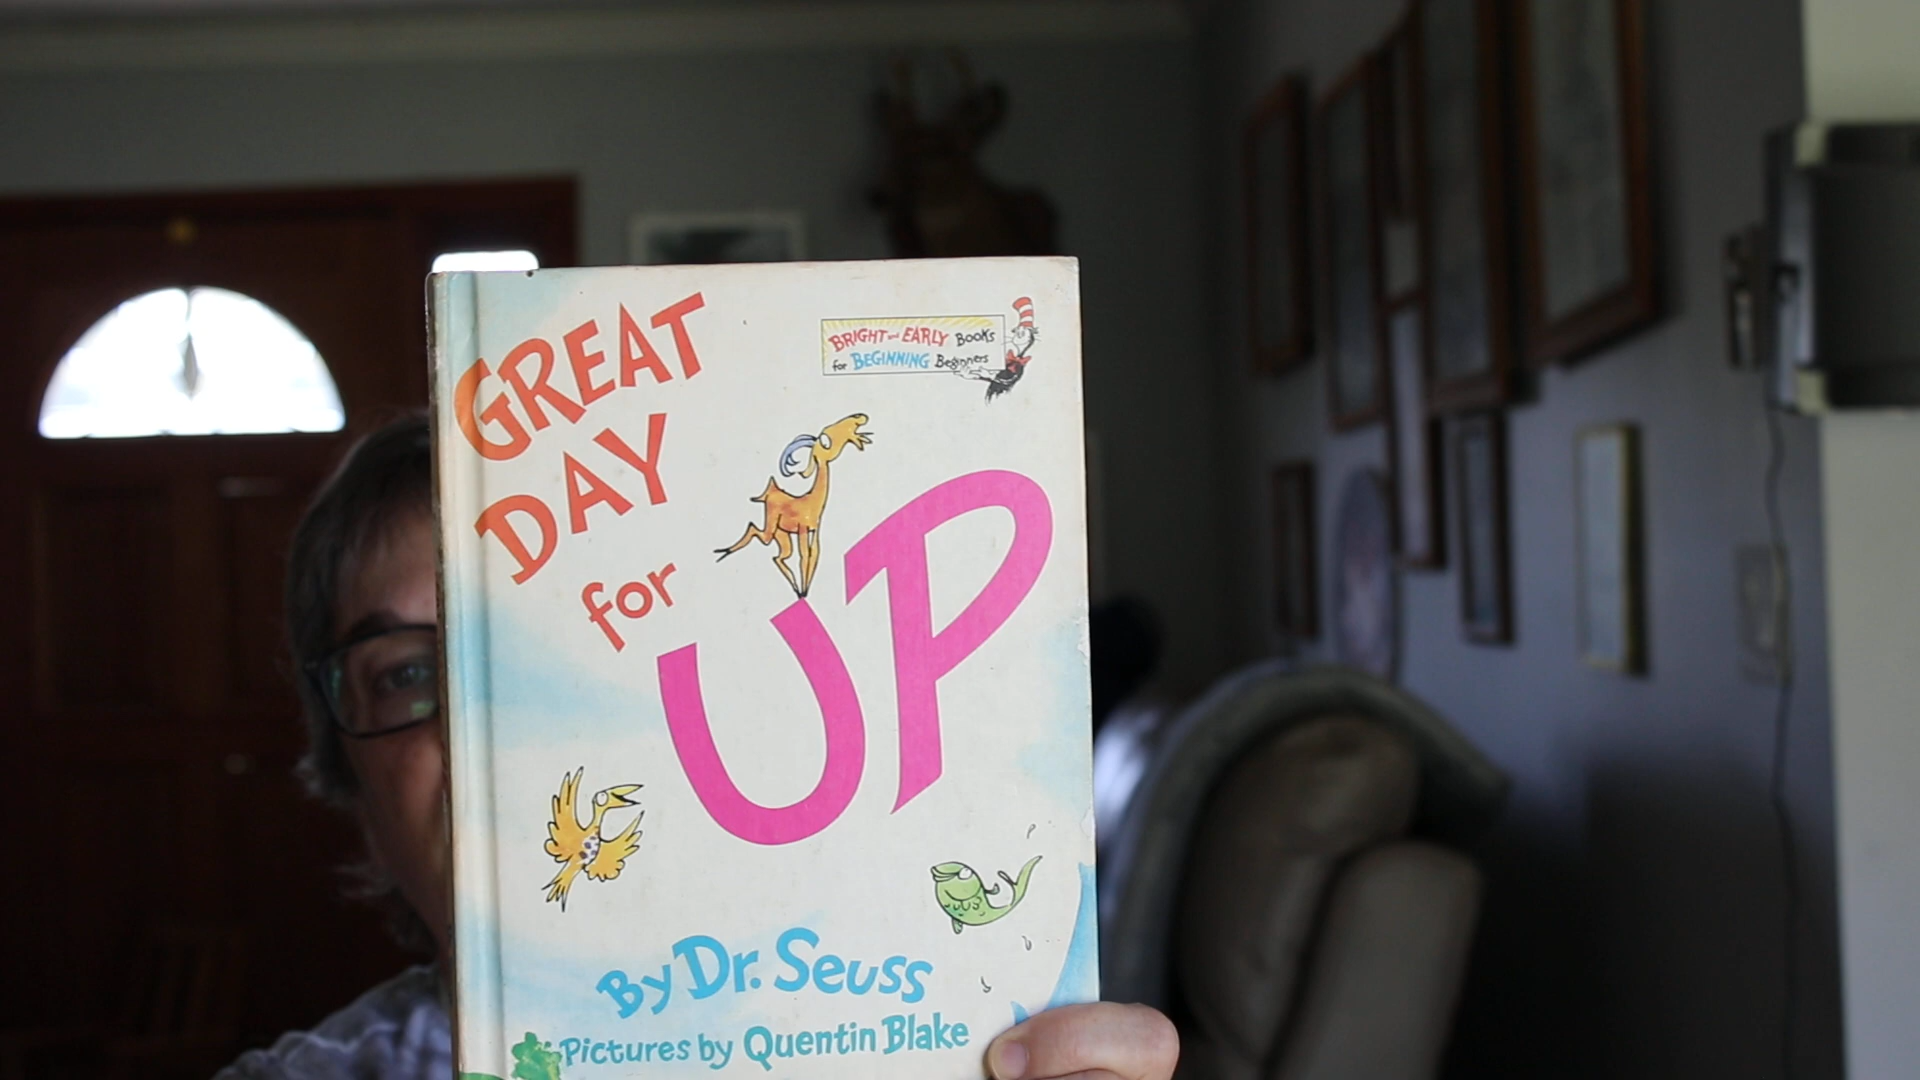 GREAT
DAY
for
UP
BRIGHT and EARLY BOOKS
for BEGINNING Beginners
By Dr. Seuss
Pictures by Quentin Blake